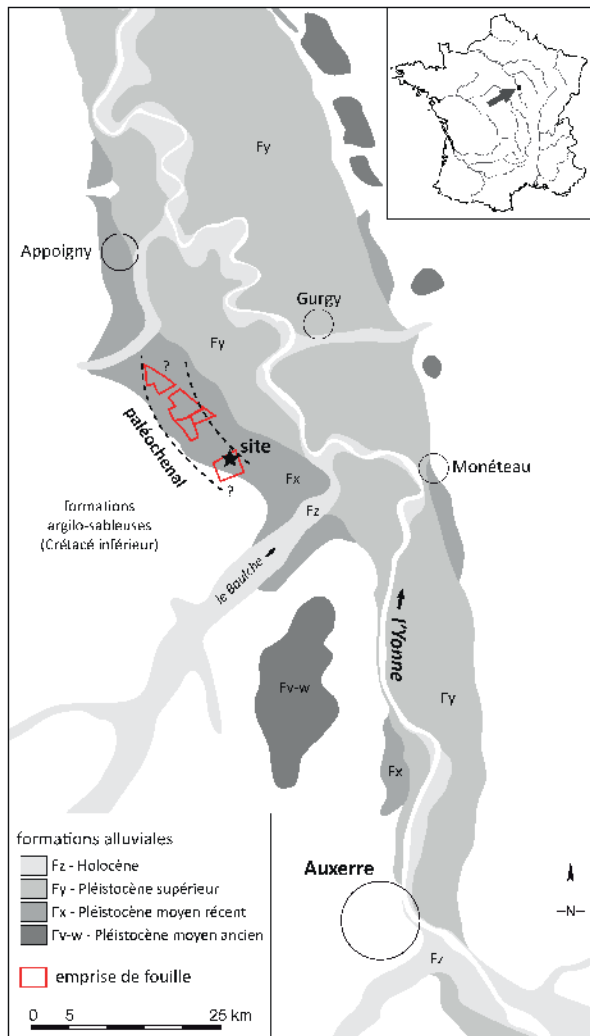 Fy
Appoigny
Gurgy
Fy
?
paléochenal
site
Monéteau
?
Fx
formations
argilo-sableuses
(Crétacé inférieur)
Fz
le Baulche
l'Yonne
Fv-w
Fy
Fx
formations alluviales
Fz - Holocène
Fy - Pléistocène supérieur
Fx - Pléistocène moyen récent
Fv-w - Pléistocène moyen ancien
emprise de fouille
0 5 25 km
Auxerre
N
Fz